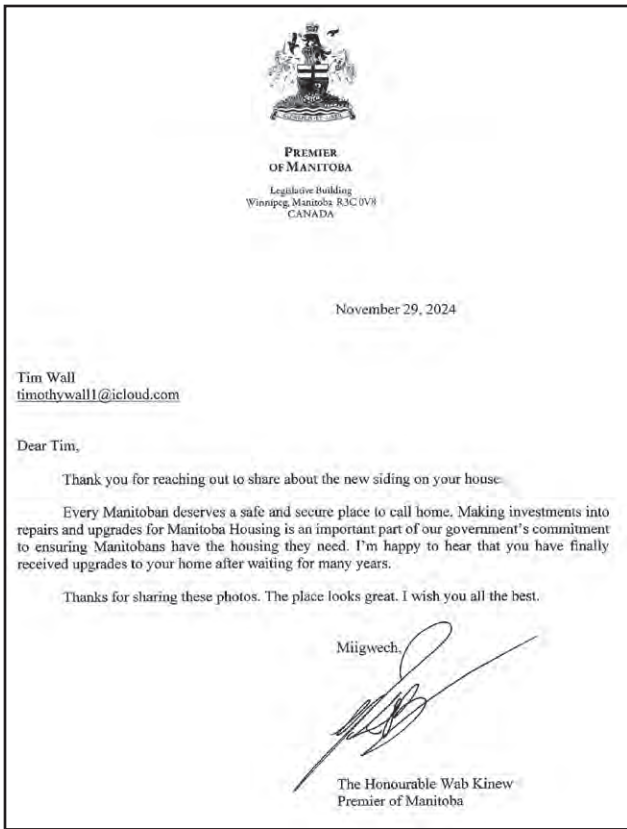 PREMIER
OF MANITOBA
Legislative Building
Winnipeg, Manitoba R3C 0V8
CANADA
November 29, 2024
Tim Wall
timothywall1@icloud.com
Dear Tim,
Thank you for reaching out to share about the new siding on your house.
Every Manitoban deserves a safe and secure place to call home. Making investments into
repairs and upgrades for Manitoba Housing is an important part of our government's commitment
to ensuring Manitobans have the housing they need. I'm happy to hear that you have finally
received upgrades to your home after waiting for many years.
Thanks for sharing these photos. The place looks great. I wish you all the best.
Miigwech,
The Honourable Wab Kinew
Premier of Manitoba